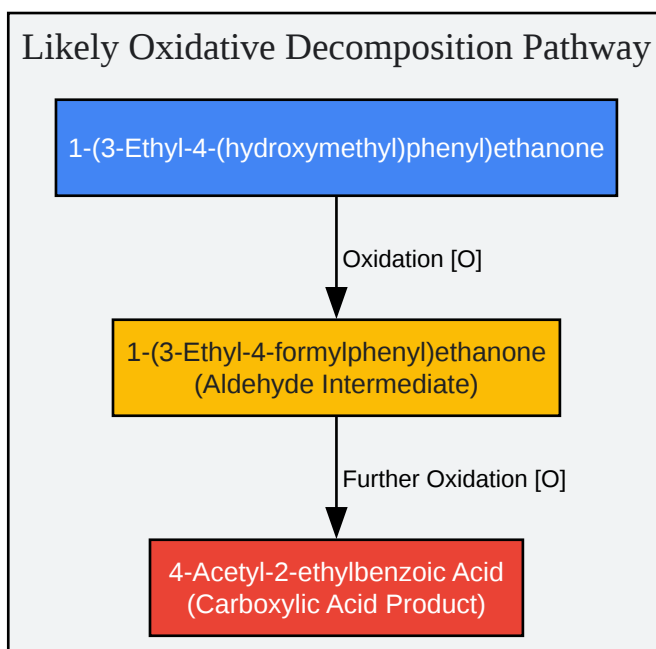 Likely Oxidative Decomposition Pathway
1-(3-Ethyl-4-(hydroxymethyl)phenyl)ethanone
Oxidation [O]
1-(3-Ethyl-4-formylphenyl)ethanone
(Aldehyde Intermediate)
Further Oxidation [O]
4-Acetyl-2-ethylbenzoic Acid
(Carboxylic Acid Product)